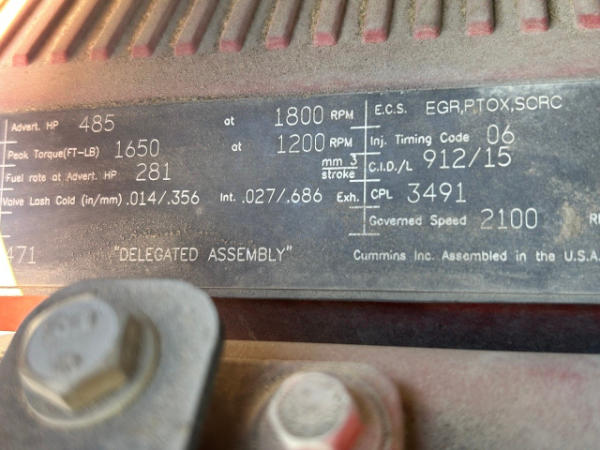 Advert. HP 485 at 1800 RPM
Peak Torque(FT-LB) 1650 at 1200 RPM
Fuel rate at Advert. HP 281 mm 3 stroke
Valve Lash Cold (in/mm) .014/.356 Int. .027/.686 Exh.
471 "DELEGATED ASSEMBLY"
E.C.S. EGR,PTOX,SCRC
Inj. Timing Code 06
C.I.D./L 912/15
CPL 3491
Governed Speed 2100
Cummins Inc. Assembled in the U.S.A.